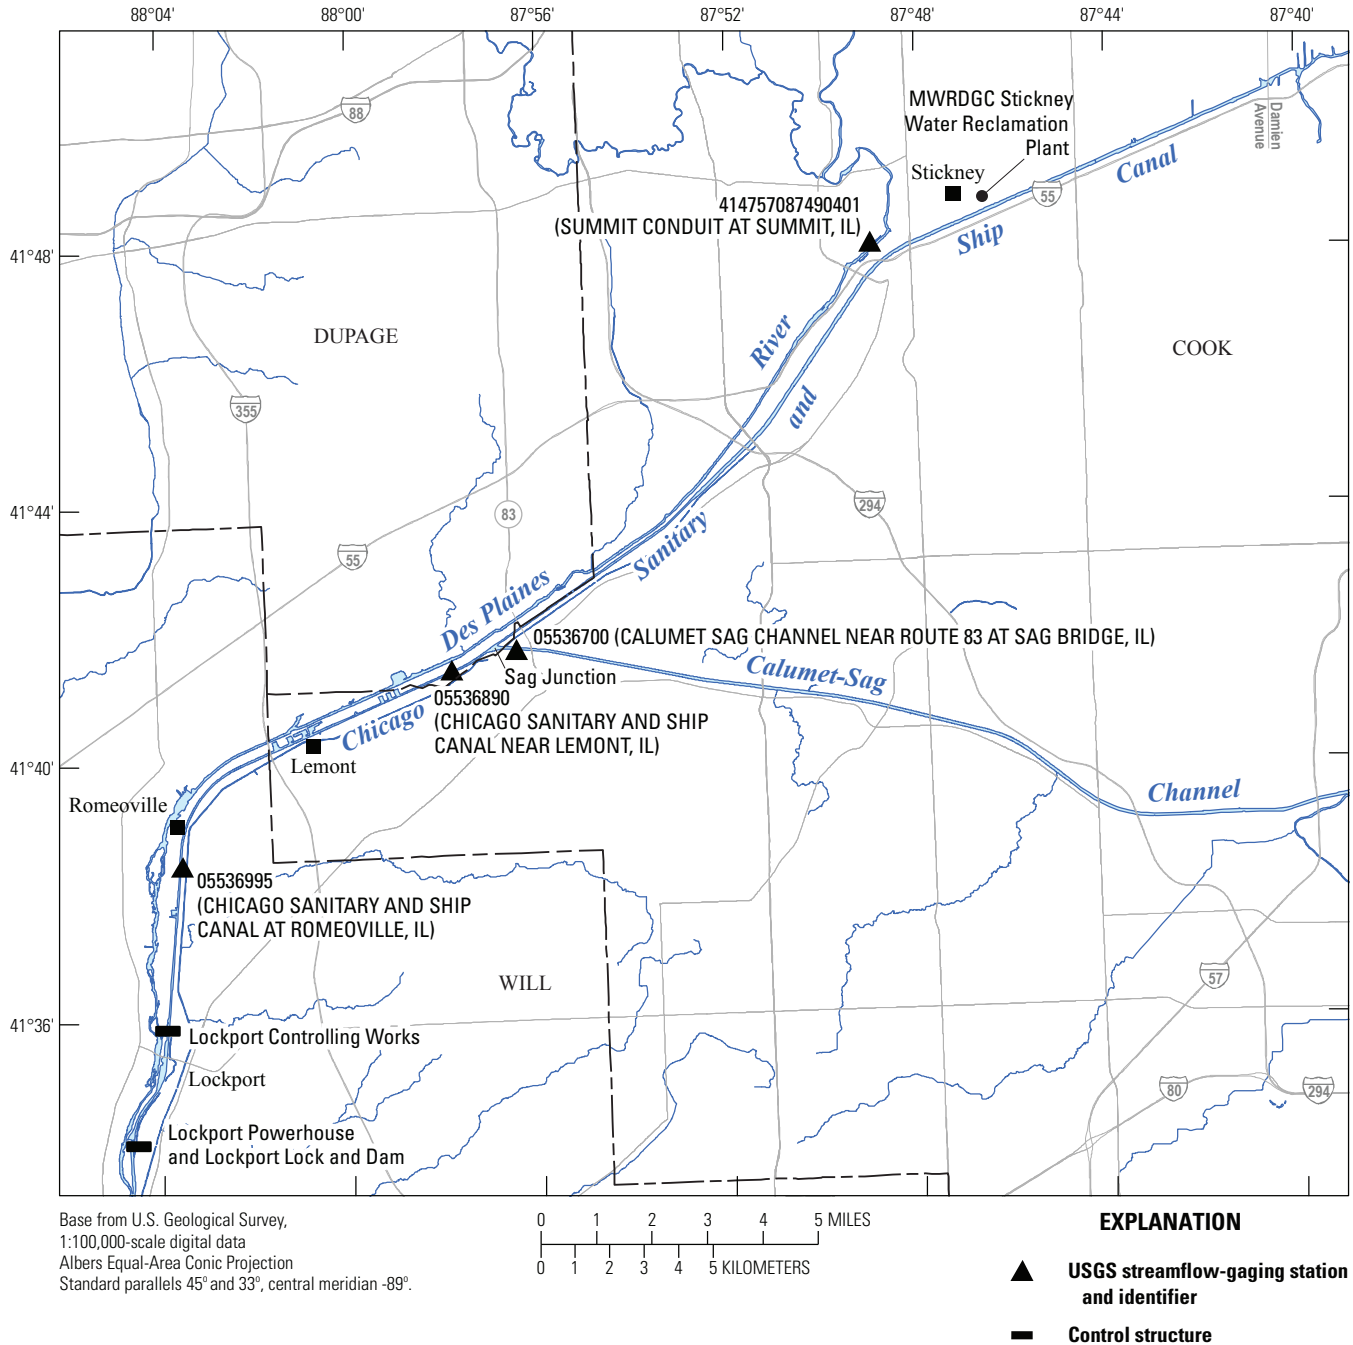 88°04' 88°00' 87°56' 87°52' 87°48' 87°44' 87°40'
88
MWRDGC Stickney
Water Reclamation
Plant
Damien
Avenue
Canal
Stickney
55
414757087490401
(SUMMIT CONDUIT AT SUMMIT, IL)
Ship
41°48'
DUPAGE
River
COOK
and
355
294
83
41°44'
Sanitary
55
Des Plaines
05536700 (CALUMET SAG CHANNEL NEAR ROUTE 83 AT SAG BRIDGE, IL)
Sag Junction
Calumet-Sag
05536890
(CHICAGO SANITARY AND SHIP
CANAL NEAR LEMONT, IL)
Chicago
Lemont
41°40'
Channel
Romeoville
05536995
(CHICAGO SANITARY AND SHIP
CANAL AT ROMEOVILLE, IL)
WILL
57
41°36'
Lockport Controlling Works
Lockport
80
294
Lockport Powerhouse
and Lockport Lock and Dam
Base from U.S. Geological Survey,
1:100,000-scale digital data
Albers Equal-Area Conic Projection
Standard parallels 45° and 33°, central meridian -89°.
0 1 2 3 4 5 MILES
0 1 2 3 4 5 KILOMETERS
EXPLANATION
USGS streamflow-gaging station
and identifier
Control structure